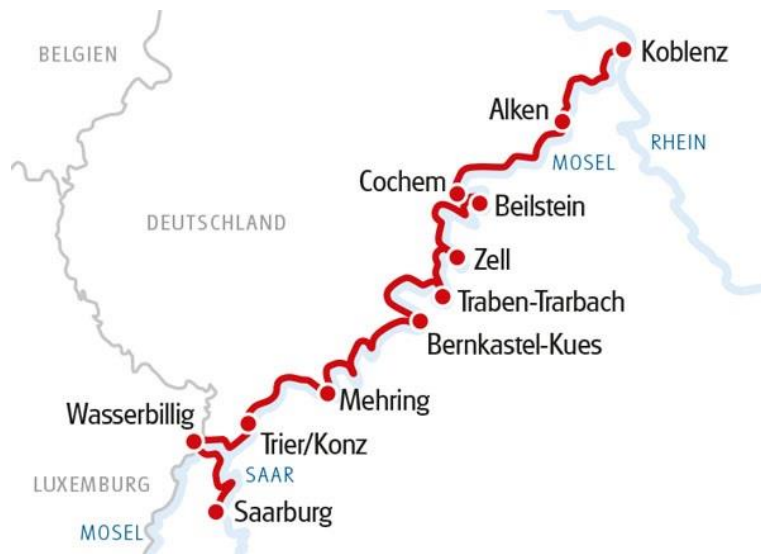 BELGIEN
Koblenz
Alken
RHEIN
MOSEL
Cochem
Beilstein
DEUTSCHLAND
Zell
Traben-Trarbach
Bernkastel-Kues
Mehring
Wasserbillig
Trier/Konz
SAAR
LUXEMBURG
Saarburg
MOSEL